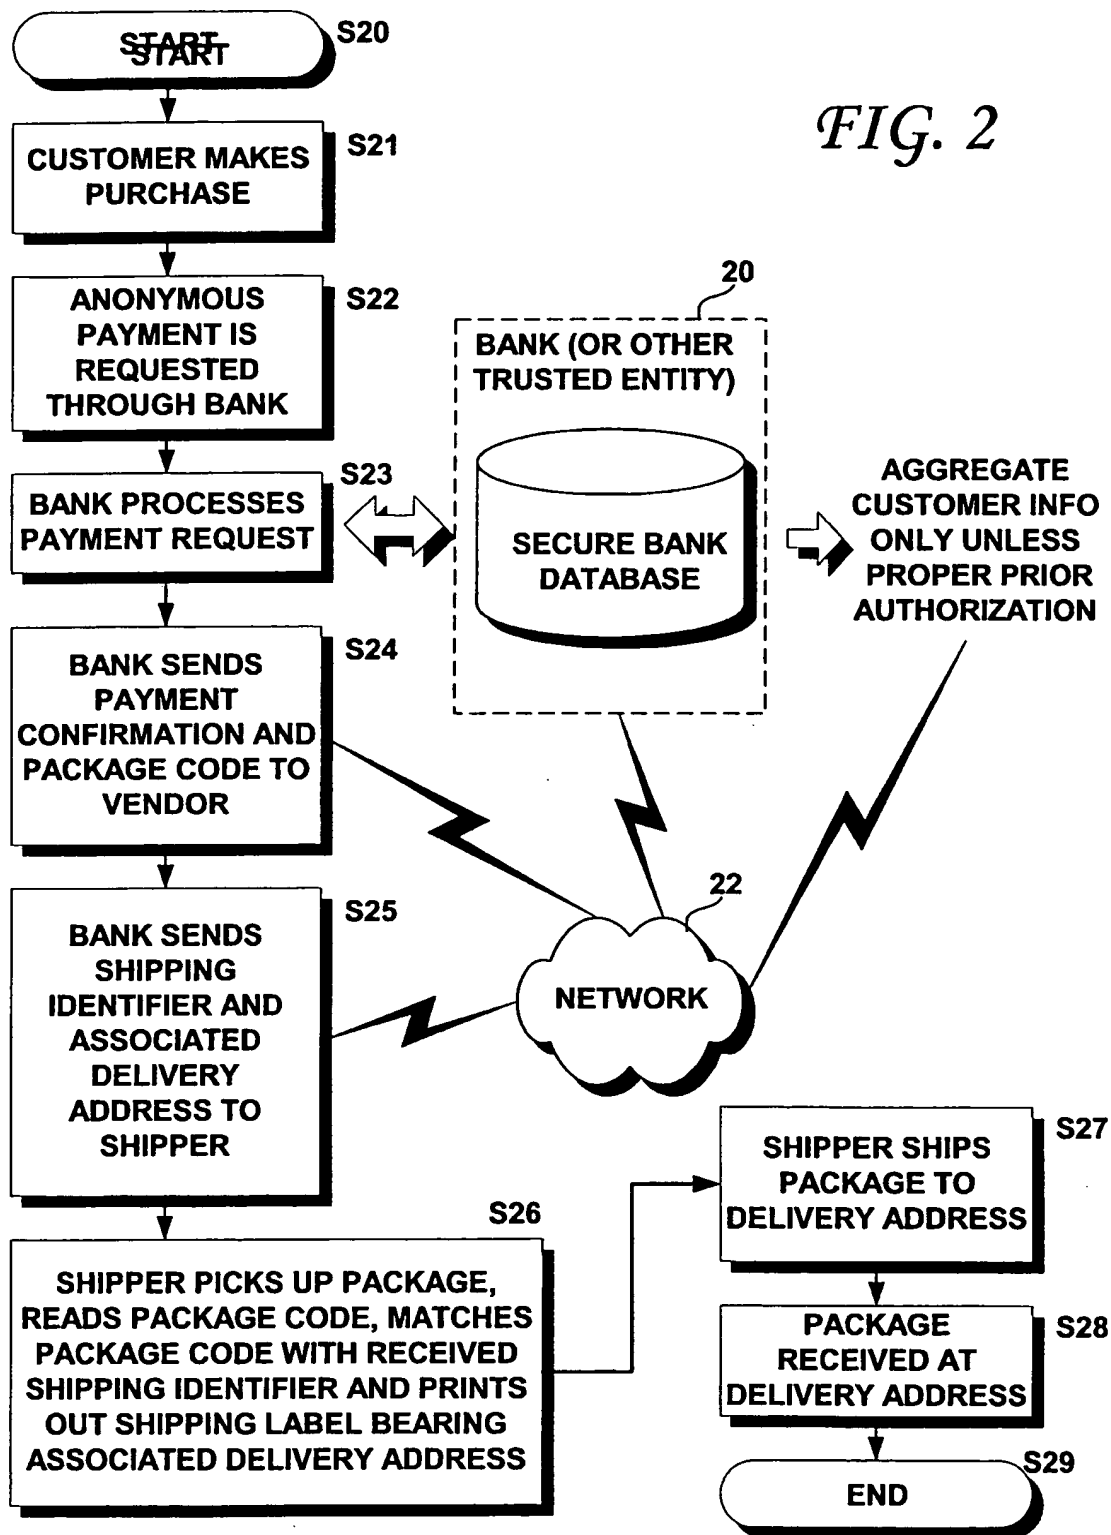 START
START
S20
FIG. 2
CUSTOMER MAKES
PURCHASE
S21
ANONYMOUS
PAYMENT IS
REQUESTED
THROUGH BANK
S22
BANK PROCESSES
PAYMENT REQUEST
S23
20
BANK (OR OTHER
TRUSTED ENTITY)
SECURE BANK
DATABASE
AGGREGATE
CUSTOMER INFO
ONLY UNLESS
PROPER PRIOR
AUTHORIZATION
BANK SENDS
PAYMENT
CONFIRMATION AND
PACKAGE CODE TO
VENDOR
S24
BANK SENDS
SHIPPING
IDENTIFIER AND
ASSOCIATED
DELIVERY
ADDRESS TO
SHIPPER
S25
22
NETWORK
S26
SHIPPER PICKS UP PACKAGE,
READS PACKAGE CODE, MATCHES
PACKAGE CODE WITH RECEIVED
SHIPPING IDENTIFIER AND PRINTS
OUT SHIPPING LABEL BEARING
ASSOCIATED DELIVERY ADDRESS
SHIPPER SHIPS
PACKAGE TO
DELIVERY ADDRESS
S27
PACKAGE
RECEIVED AT
DELIVERY ADDRESS
S28
END
S29